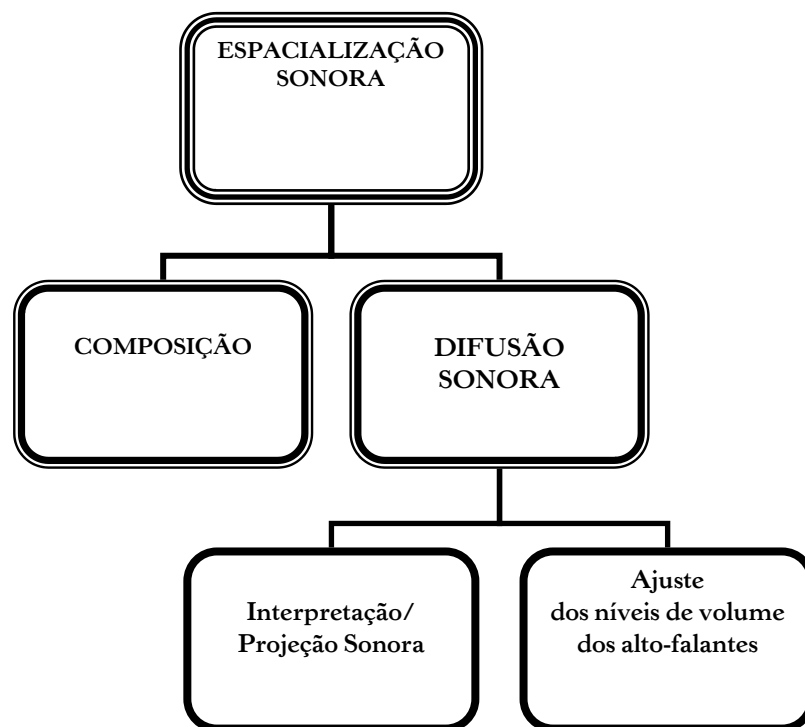 ESPACIALIZAÇÃO
SONORA
COMPOSIÇÃO
DIFUSÃO
SONORA
Interpretação/
Projeção Sonora
Ajuste
dos níveis de volume
dos alto-falantes